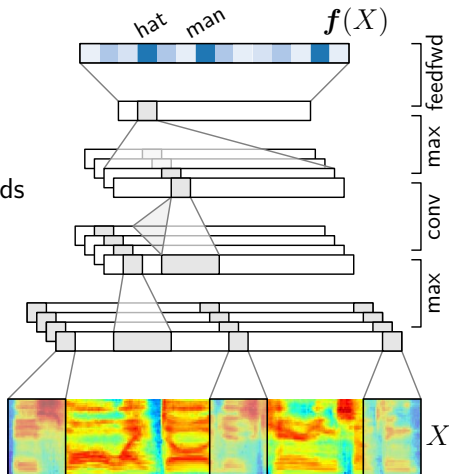 hat man f(X)
feedfwd
max
ds
conv
max
X